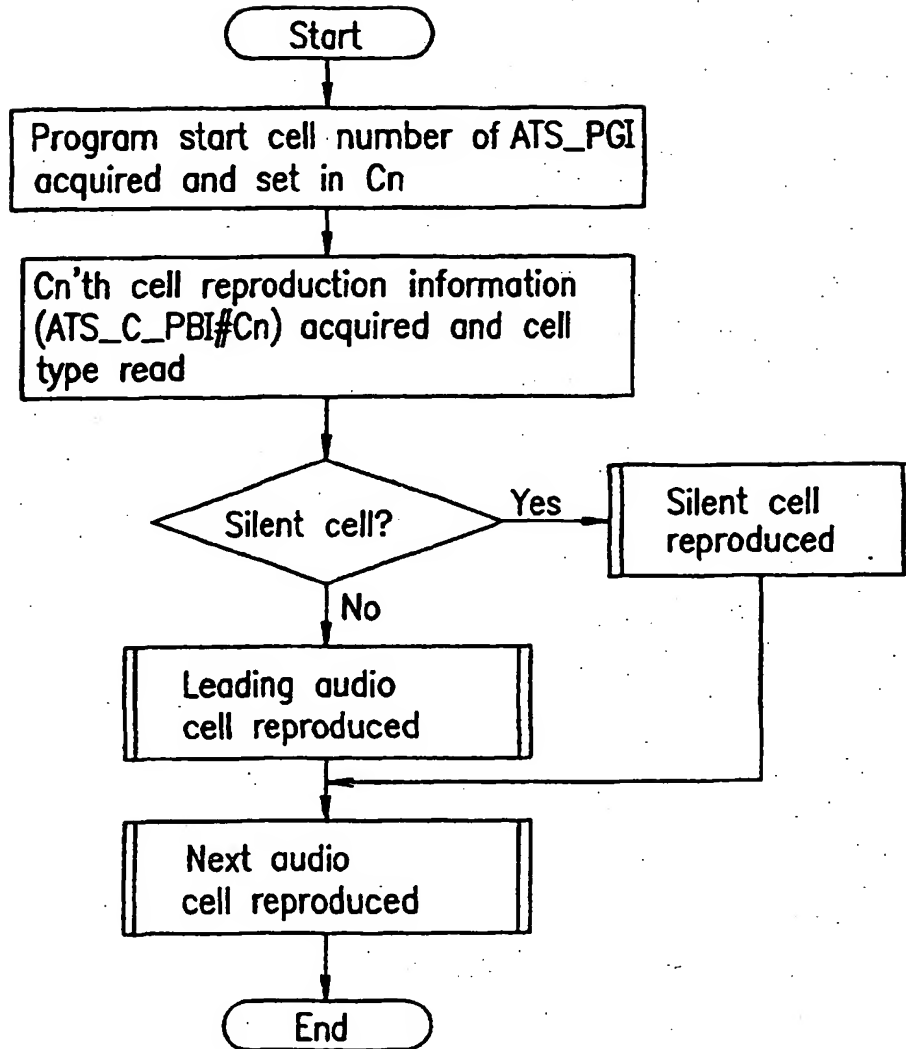 Start
Program start cell number of ATS_PGI
acquired and set in Cn
Cn'th cell reproduction information
(ATS_C_PBI#Cn) acquired and cell
type read
Silent cell?
Yes
Silent cell
reproduced
No
Leading audio
cell reproduced
Next audio
cell reproduced
End